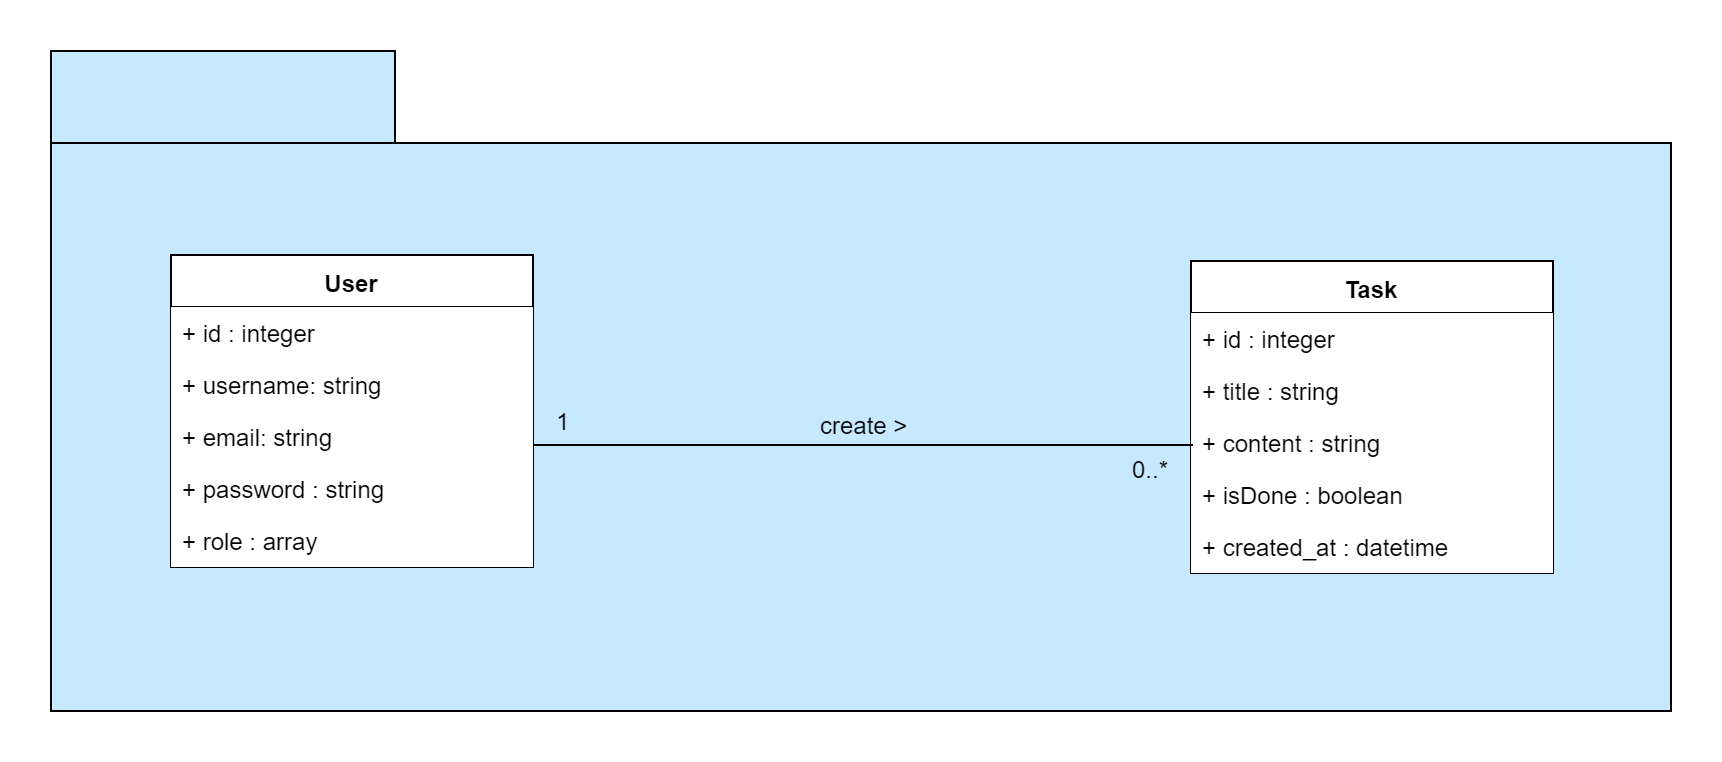 User
+ id : integer
+ username: string
+ email: string
+ password : string
+ role : array
1
create >
0..*
Task
+ id : integer
+ title : string
+ content : string
+ isDone : boolean
+ created_at : datetime